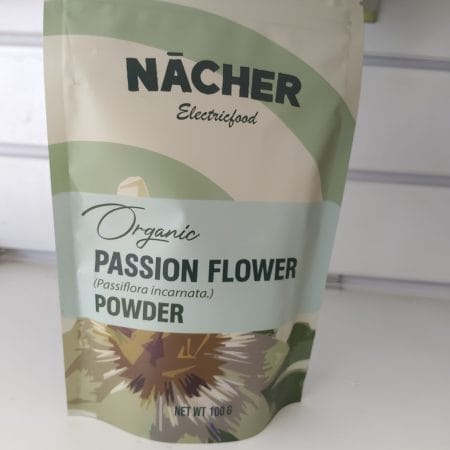 NĀCHER
Electricfood
Organic
PASSION FLOWER
(Passiflora incarnata.)
POWDER
NET WT 100 G